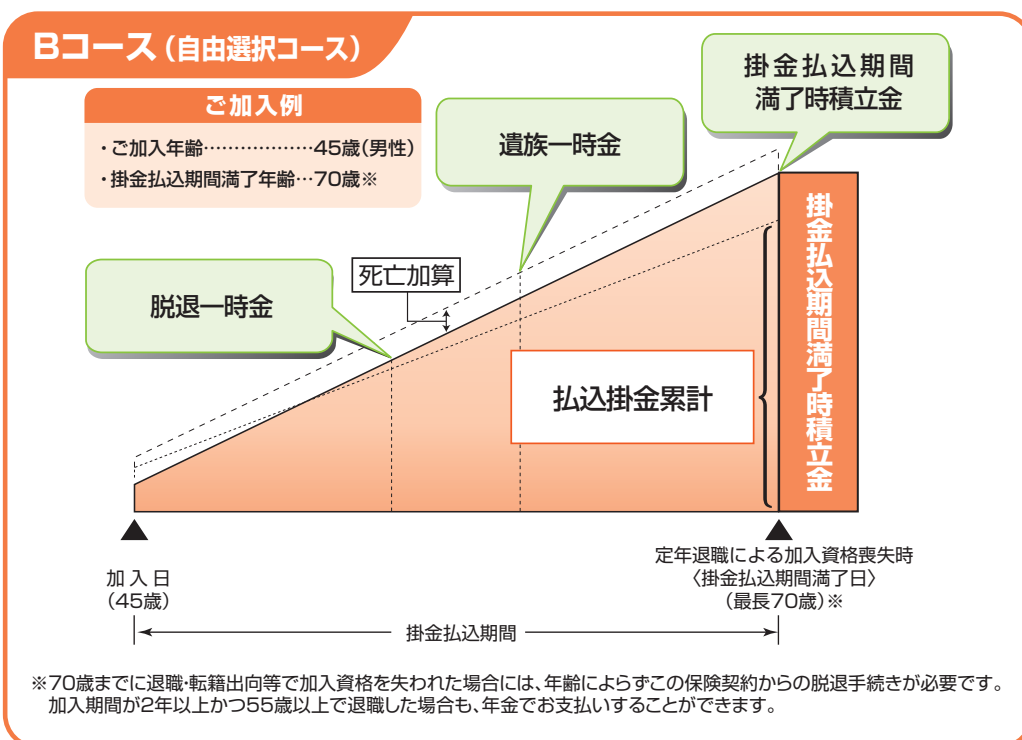 Bコース（自由選択コース）
ご加入例
・ご加入年齢………………45歳(男性)
・掛金払込期間満了年齢…70歳※
掛金払込期間
満了時積立金
遺族一時金
死亡加算
脱退一時金
払込掛金累計
掛金払込期間満了時積立金
加入日
(45歳)
定年退職による加入資格喪失時
〈掛金払込期間満了日〉
(最長70歳)※
掛金払込期間
※70歳までに退職・転籍出向等で加入資格を失われた場合には、年齢によらずこの保険契約からの脱退手続きが必要です。
加入期間が2年以上かつ55歳以上で退職した場合も、年金でお支払いすることができます。